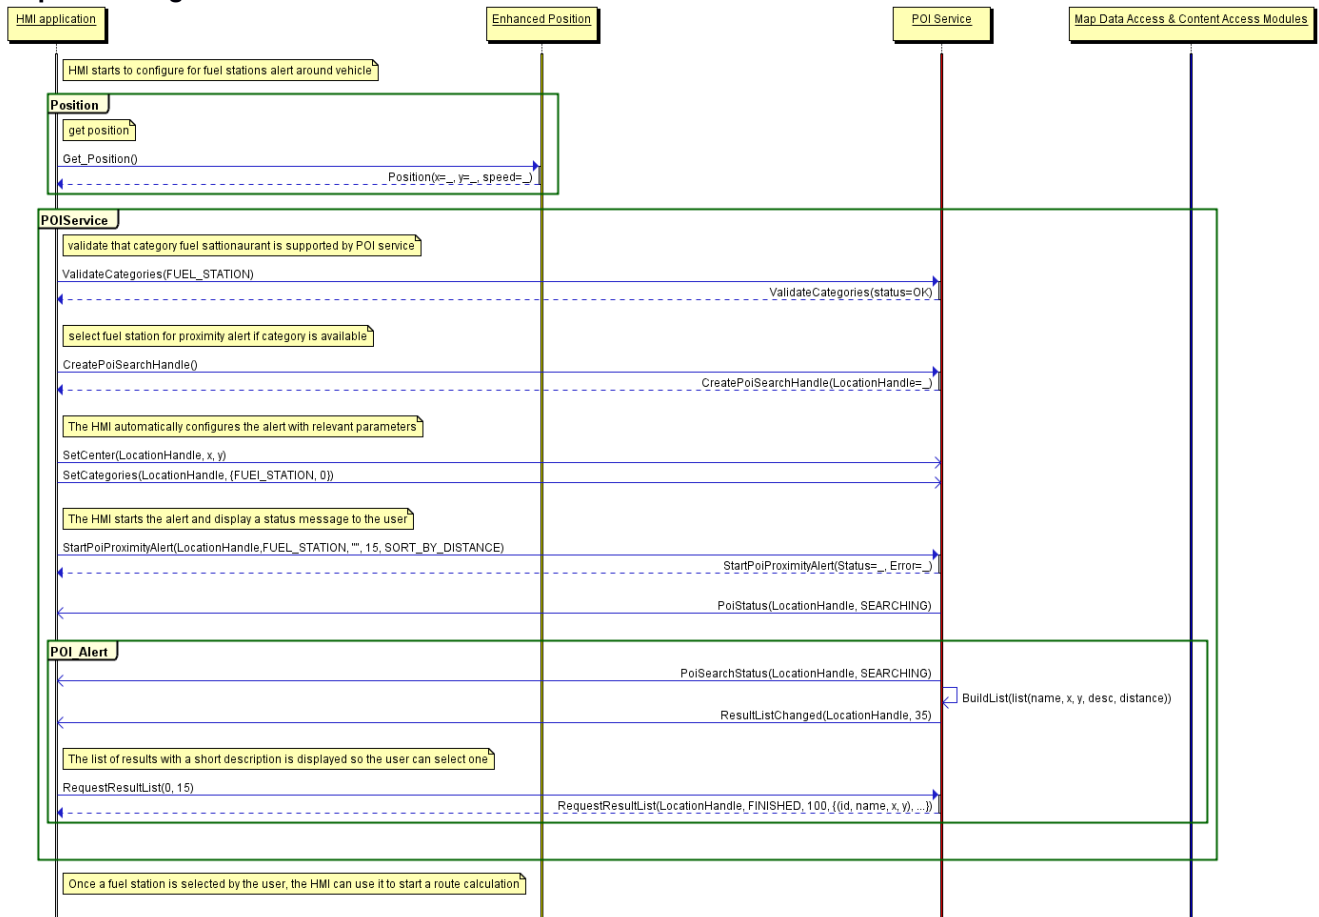 HMI application
Enhanced Position
POI Service
Map Data Access & Content Access Modules
HMI starts to configure for fuel stations alert around vehicle
Position
get position
Get_Position()
Position(x=_, y=_, speed=_)
POIService
validate that category fuel sattionaurant is supported by POI service
ValidateCategories(FUEL_STATION)
ValidateCategories(status=OK)
select fuel station for proximity alert if category is available
CreatePoiSearchHandle()
CreatePoiSearchHandle(LocationHandle=_)
The HMI automatically configures the alert with relevant parameters
SetCenter(LocationHandle, x, y)
SetCategories(LocationHandle, {FUEl_STATION, 0})
The HMI starts the alert and display a status message to the user
StartPoiProximityAlert(LocationHandle,FUEL_STATION, "", 15, SORT_BY_DISTANCE)
StartPoiProximityAlert(Status=_, Error=_)
PoiStatus(LocationHandle, SEARCHING)
POI_Alert
PoiSearchStatus(LocationHandle, SEARCHING)
BuildList(list(name, x, y, desc, distance))
ResultListChanged(LocationHandle, 35)
The list of results with a short description is displayed so the user can select one
RequestResultList(0, 15)
RequestResultList(LocationHandle, FINISHED, 100, {(id, name, x, y), ...})
Once a fuel station is selected by the user, the HMI can use it to start a route calculation